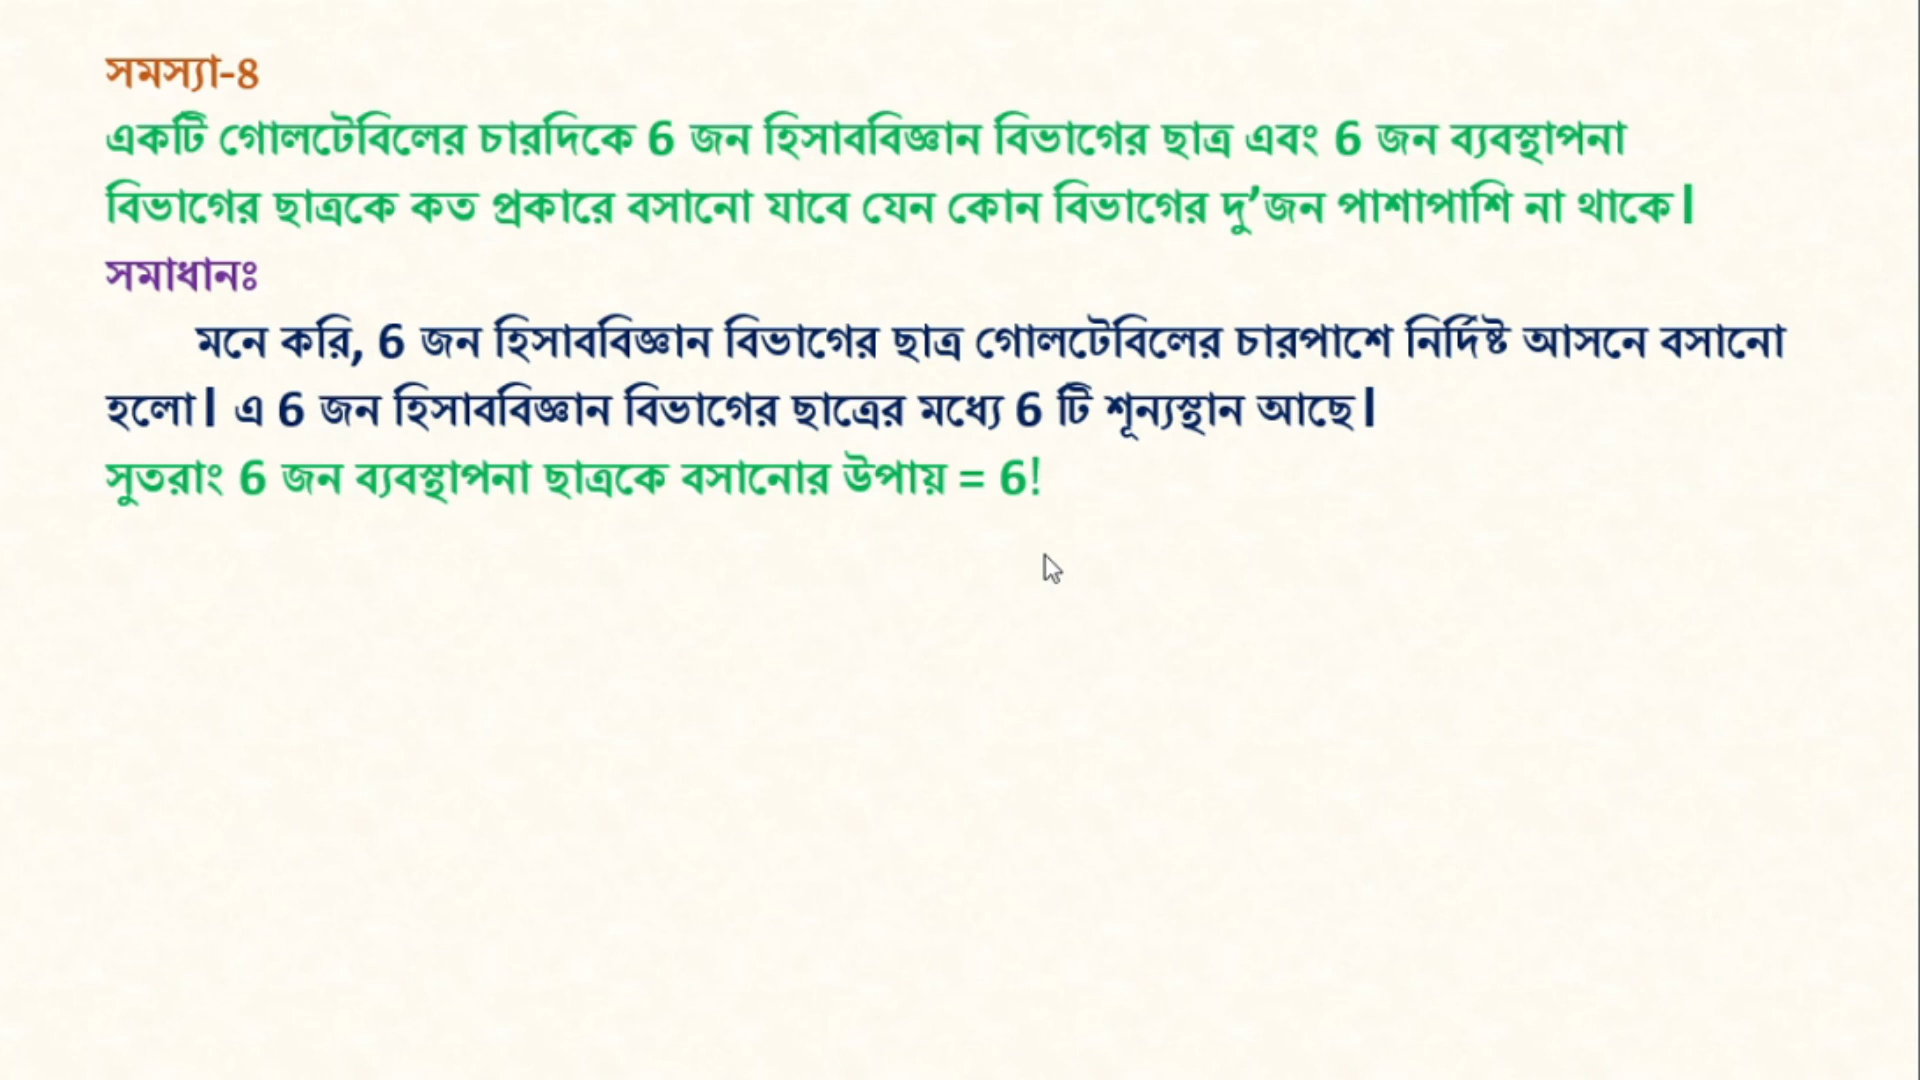 সমস্যা-৪
একটি গোলটেবিলের চারদিকে 6 জন হিসাববিজ্ঞান বিভাগের ছাত্র এবং 6 জন ব্যবস্থাপনা
বিভাগের ছাত্রকে কত প্রকারে বসানো যাবে যেন কোন বিভাগের দু’জন পাশাপাশি না থাকে।
সমাধানঃ
মনে করি, 6 জন হিসাববিজ্ঞান বিভাগের ছাত্র গোলটেবিলের চারপাশে নির্দিষ্ট আসনে বসানো
হলো। এ 6 জন হিসাববিজ্ঞান বিভাগের ছাত্রের মধ্যে 6 টি শূন্যস্থান আছে।
সুতরাং 6 জন ব্যবস্থাপনা ছাত্রকে বসানোর উপায় = 6!